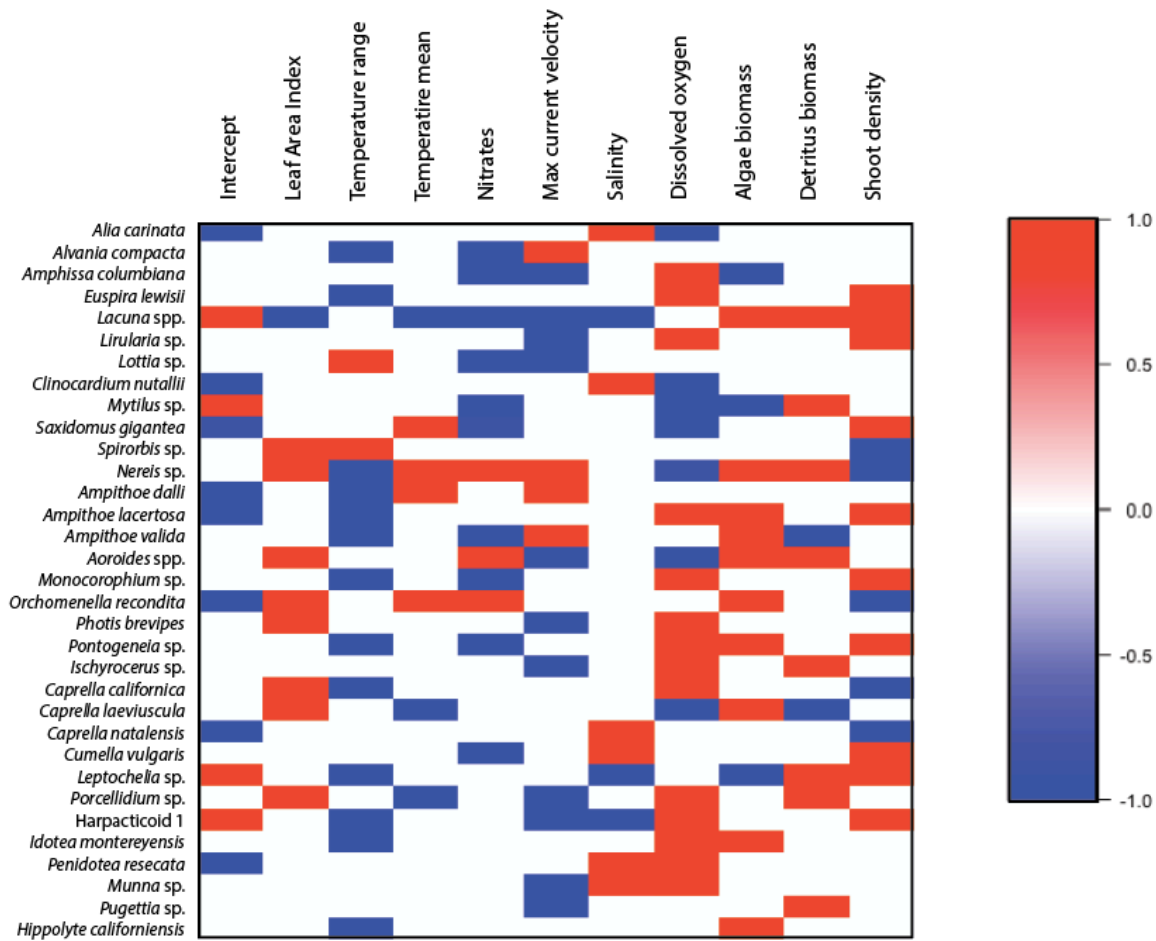 Intercept
Leaf Area Index
Temperature range
Temperatire mean
Nitrates
Max current velocity
Salinity
Dissolved oxygen
Algae biomass
Detritus biomass
Shoot density
Alia carinata
Alvania compacta
Amphissa columbiana
Euspira lewisii
Lacuna spp.
Lirularia sp.
Lottia sp.
Clinocardium nutallii
Mytilus sp.
Saxidomus gigantea
Spirorbis sp.
Nereis sp.
Ampithoe dalli
Ampithoe lacertosa
Ampithoe valida
Aoroides spp.
Monocorophium sp.
Orchomenella recondita
Photis brevipes
Pontogeneia sp.
Ischyrocerus sp.
Caprella californica
Caprella laeviuscula
Caprella natalensis
Cumella vulgaris
Leptochelia sp.
Porcellidium sp.
Harpacticoid 1
Idotea montereyensis
Penidotea resecata
Munna sp.
Pugettia sp.
Hippolyte californiensis
1.0
0.5
0.0
-0.5
-1.0